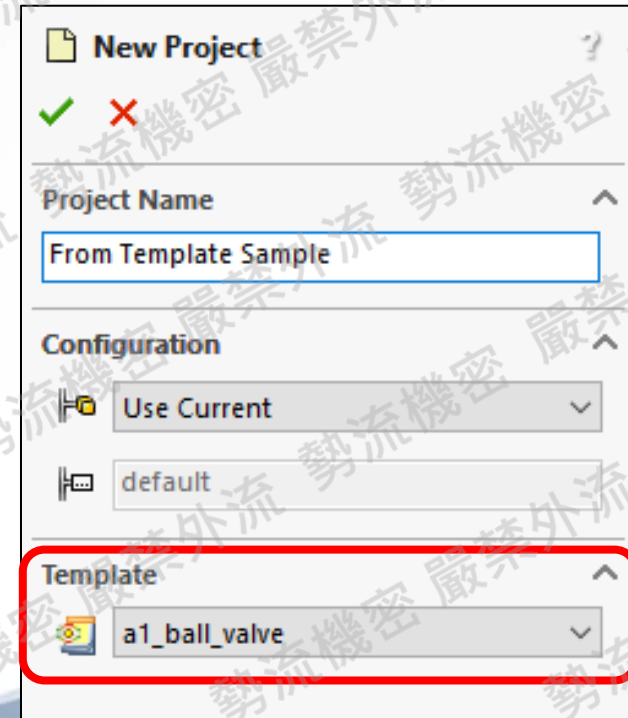 New Project
?
Project Name
From Template Sample
Configuration
Use Current
default
Template
a1_ball_valve
勢流機密 嚴禁外流